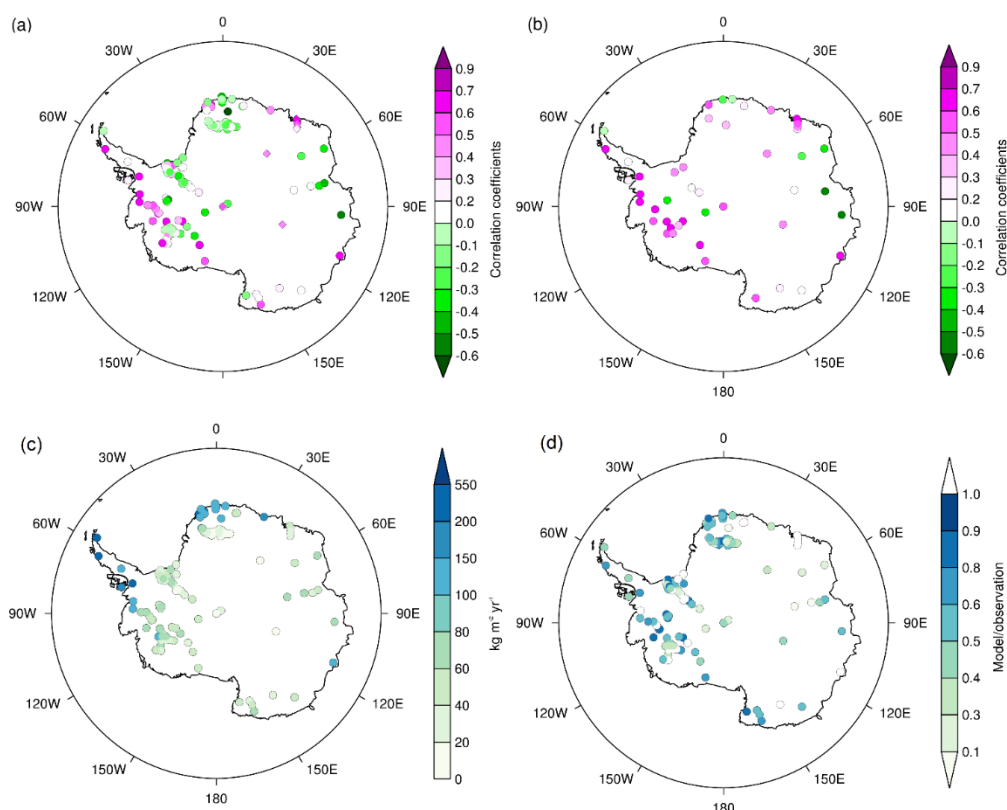 (a)
0
30W
30E
60W
60E
90W
90E
120W
120E
150W
150E
0.9
0.7
0.6
0.5
0.4
0.3
0.2
0.0
-0.1
-0.2
-0.3
-0.4
-0.5
-0.6
Correlation coefficients
(b)
0
30W
30E
60W
60E
90W
90E
120W
120E
150W
150E
180
0.9
0.7
0.6
0.5
0.4
0.3
0.2
0.0
-0.1
-0.2
-0.3
-0.4
-0.5
-0.6
Correlation coefficients
(c)
0
30W
30E
60W
60E
90W
90E
120W
120E
150W
150E
180
550
200
150
100
80
60
40
20
0
kg m⁻² yr⁻¹
(d)
0
30W
30E
60W
60E
90W
90E
120W
120E
150W
150E
180
1.0
0.9
0.8
0.6
0.5
0.4
0.3
0.1
Model/observation